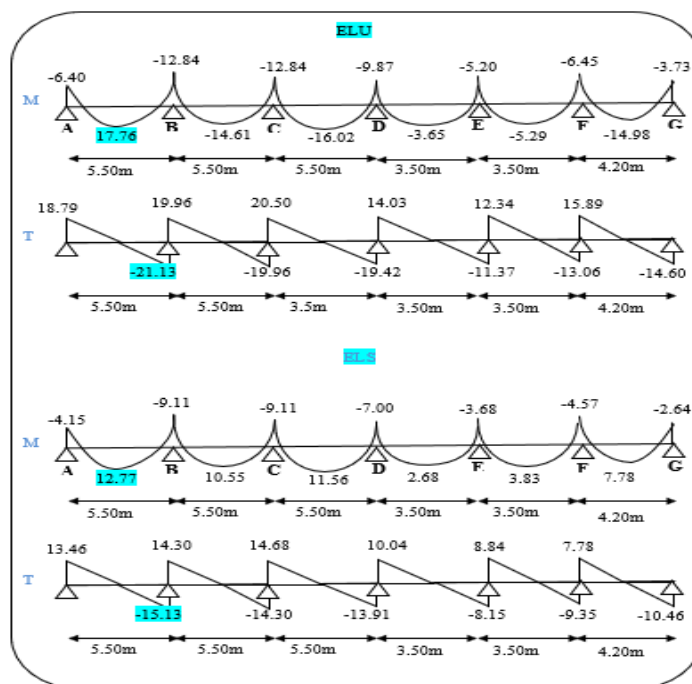 ELU
-12.84 -12.84 -9.87 -5.20 -6.45 -3.73
-6.40
M
A B C D E F G
17.76 -14.61 -16.02 -3.65 -5.29 -14.98
5.50m 5.50m 5.50m 3.50m 3.50m 4.20m
18.79 19.96 20.50 14.03 12.34 15.89
T
-21.13 -19.96 -19.42 -11.37 -13.06 -14.60
5.50m 5.50m 3.5m 3.50m 3.50m 4.20m
ELS
-4.15 -9.11 -9.11 -7.00 -3.68 -4.57 -2.64
M
A B C D E F G
12.77 10.55 11.56 2.68 3.83 7.78
5.50m 5.50m 5.50m 3.50m 3.50m 4.20m
13.46 14.30 14.68 10.04 8.84 7.78
T
-15.13 -14.30 -13.91 -8.15 -9.35 -10.46
5.50m 5.50m 5.50m 3.50m 3.50m 4.20m